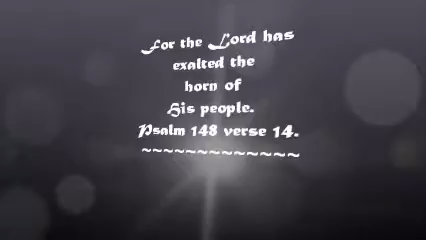 For the Lord has
exalted the
horn of
His people.
Psalm 148 verse 14.
~~~~~~~~~~~~~